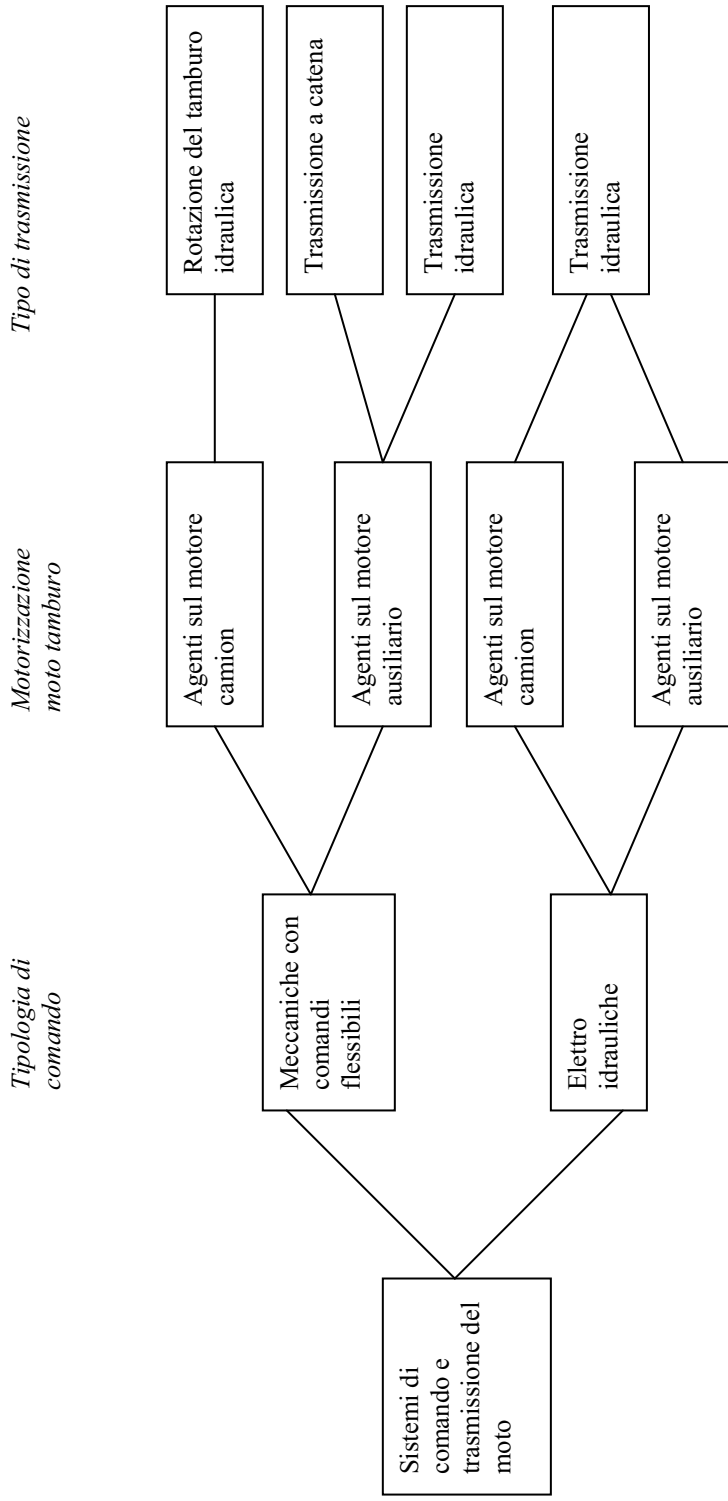 Tipologia di
comando
Motorizzazione
moto tamburo
Tipo di trasmissione
Sistemi di
comando e
trasmissione del
moto
Meccaniche con
comandi
flessibili
Elettro
idrauliche
Agenti sul motore
camion
Agenti sul motore
ausiliario
Agenti sul motore
camion
Agenti sul motore
ausiliario
Rotazione del tamburo
idraulica
Trasmissione a catena
Trasmissione
idraulica
Trasmissione
idraulica